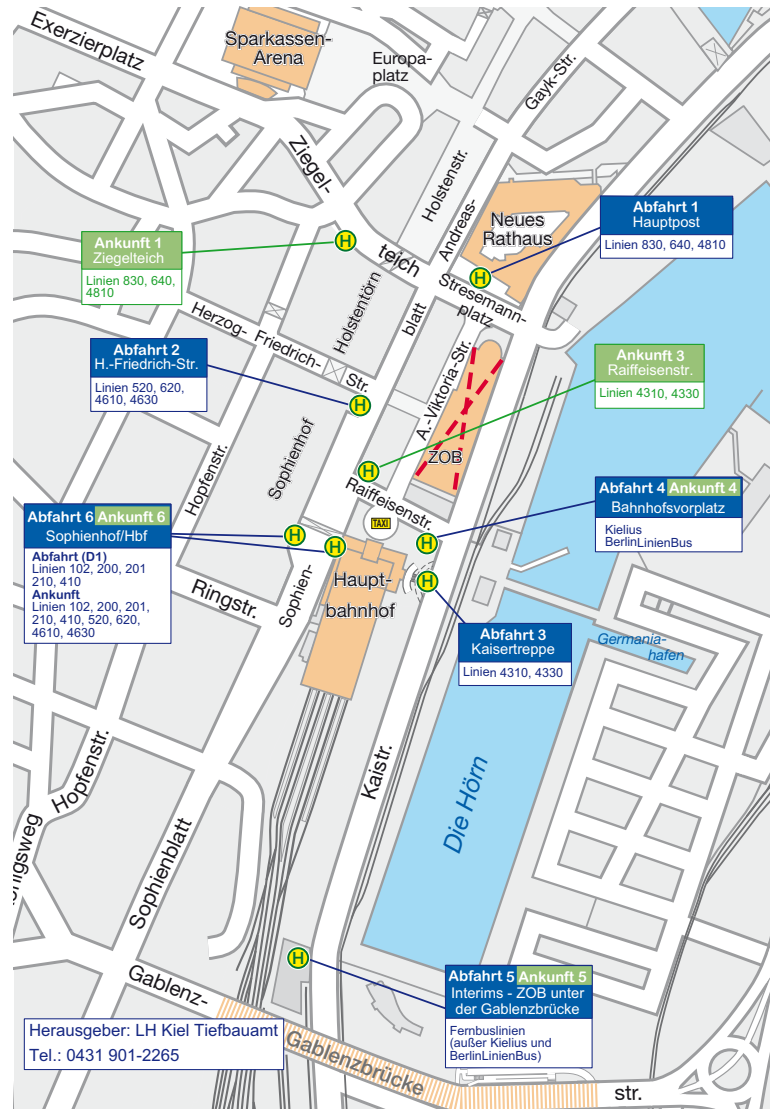 Exerzierplatz
Sparkassen-
Arena
Europa-
platz
Gayk-Str.
Ziegel-
teich
Holstenstr.
Andreas-
Neues
Rathaus
Abfahrt 1
Hauptpost
Linien 830, 640, 4810
Ankunft 1
Ziegelteich
Linien 830, 640,
4810
H
H
Stresemann-
platz
Holstentörn
blatt
Herzog-
Friedrich-
Str.
Abfahrt 2
H.-Friedrich-Str.
Linien 520, 620,
4610, 4630
H
A.-Viktoria-Str.
ZOB
Ankunft 3
Raiffeisenstr.
Linien 4310, 4330
H
Hopfenstr.
Sophienhof
Raiffeisenstr.
TAXI
Abfahrt 4 Ankunft 4
Bahnhofsvorplatz
Kielius
BerlinLinienBus
H
Abfahrt 6 Ankunft 6
Sophienhof/Hbf
Abfahrt (D1)
Linien 102, 200, 201
210, 410
Ankunft
Linien 102, 200, 201,
210, 410, 520, 620,
4610, 4630
H
H
Haupt-
bahnhof
H
Ringstr.
Sophien-
Abfahrt 3
Kaisertreppe
Linien 4310, 4330
Germania-
hafen
Kaistr.
Die Hörn
Hopfenstr.
Sophienblatt
önigsweg
H
Gablenz-
Abfahrt 5 Ankunft 5
Interims - ZOB unter
der Gablenzbrücke
Fernbuslinien
(außer Kielius und
BerlinLinienBus)
Herausgeber: LH Kiel Tiefbauamt
Tel.: 0431 901-2265
Gablenzbrücke
str.